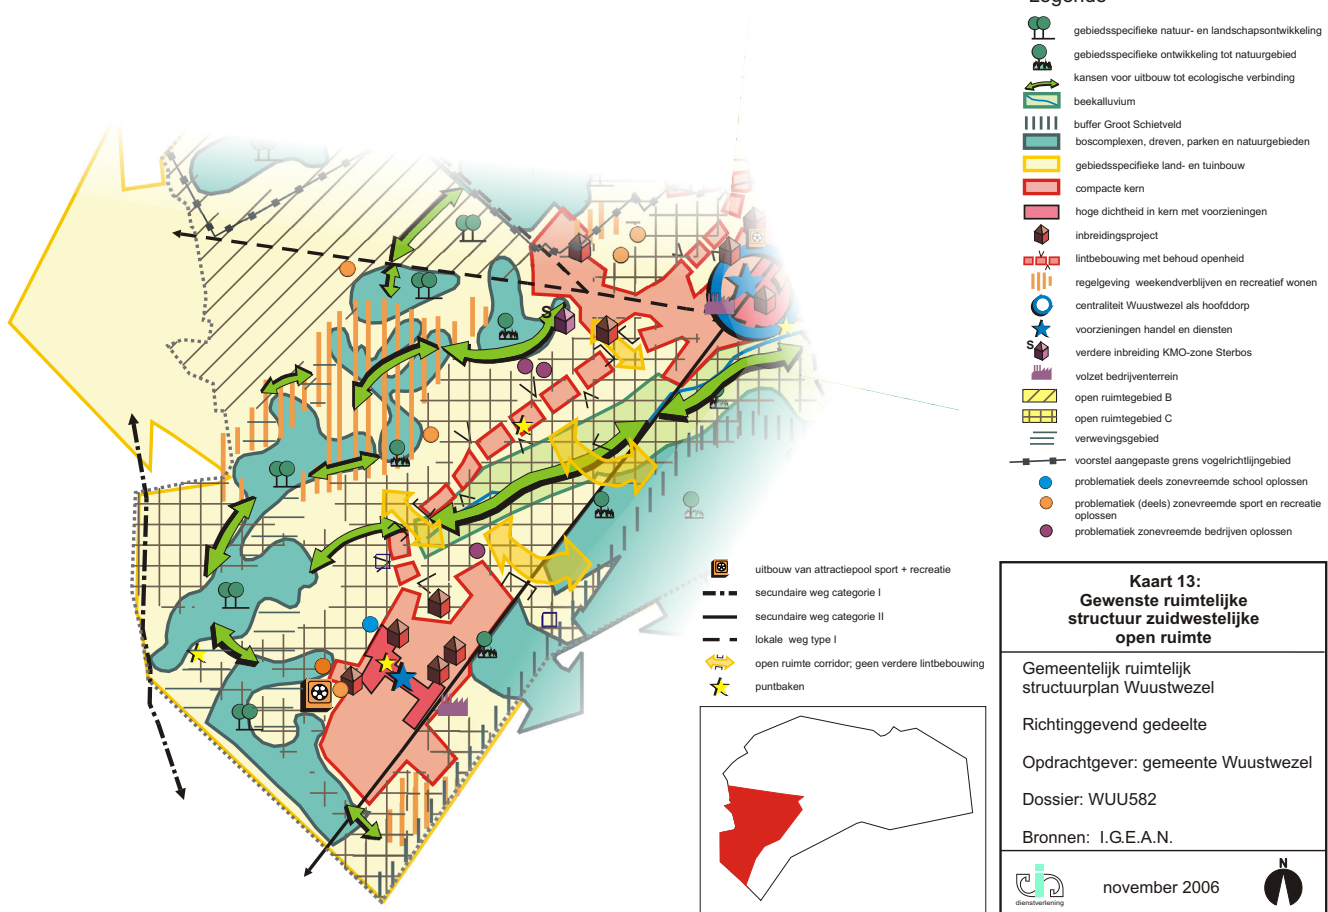 Legende
gebiedsspecifieke natuur- en landschapsontwikkeling
gebiedsspecifieke ontwikkeling tot natuurgebied
kansen voor uitbouw tot ecologische verbinding
beekalluvium
buffer Groot Schietveld
boscomplexen, dreven, parken en natuurgebieden
gebiedsspecifieke land- en tuinbouw
compacte kern
hoge dichtheid in kern met voorzieningen
inbreidingsproject
lintbebouwing met behoud openheid
regelgeving weekendverblijven en recreatief wonen
centraliteit Wuustwezel als hoofddorp
voorzieningen handel en diensten
S
verdere inbreiding KMO-zone Sterbos
volzet bedrijventerrein
open ruimtegebied B
open ruimtegebied C
verwevingsgebied
voorstel aangepaste grens vogelrichtlijngebied
problematiek deels zonevreemde school oplossen
problematiek (deels) zonevreemde sport en recreatie
oplossen
problematiek zonevreemde bedrijven oplossen
S
uitbouw van attractiepool sport + recreatie
secundaire weg categorie I
secundaire weg categorie II
lokale weg type I
open ruimte corridor; geen verdere lintbebouwing
puntbaken
Kaart 13:
Gewenste ruimtelijke
structuur zuidwestelijke
open ruimte
Gemeentelijk ruimtelijk
structuurplan Wuustwezel
Richtinggevend gedeelte
Opdrachtgever: gemeente Wuustwezel
Dossier: WUU582
Bronnen: I.G.E.A.N.
dienstverlening
november 2006
N